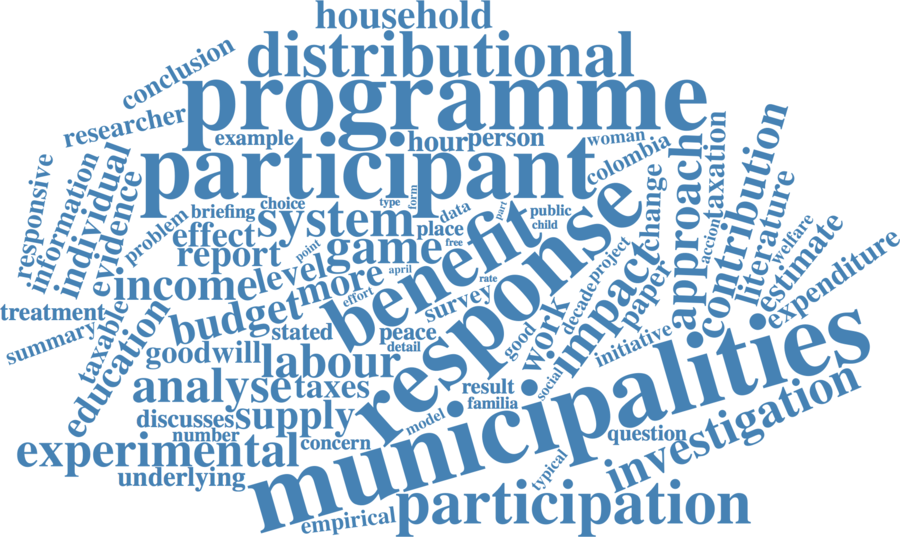 household
distributional
conclusion
programme
researcher
example
hour
person
woman
participant
colombia
responsive
information
individual
evidence
problem
briefing
choice
type
form
system
data
part
place
public
child
free
change
approach
taxation
acciontaxation
contribution
literature
welfare
estimate
expenditure
effect
report
point
game
benefit
response
project
decade
paper
impact
income
level
more
april
effort
rate
survey
treatment
summary
taxable
education
budget
stated
peace
detail
good
work
initiative
goodwill
labour
analyse
taxes
result
familia
social
discusses
supply
model
number
concern
experimental
underlying
municipalities
question
investigation
typical
empirical
participation